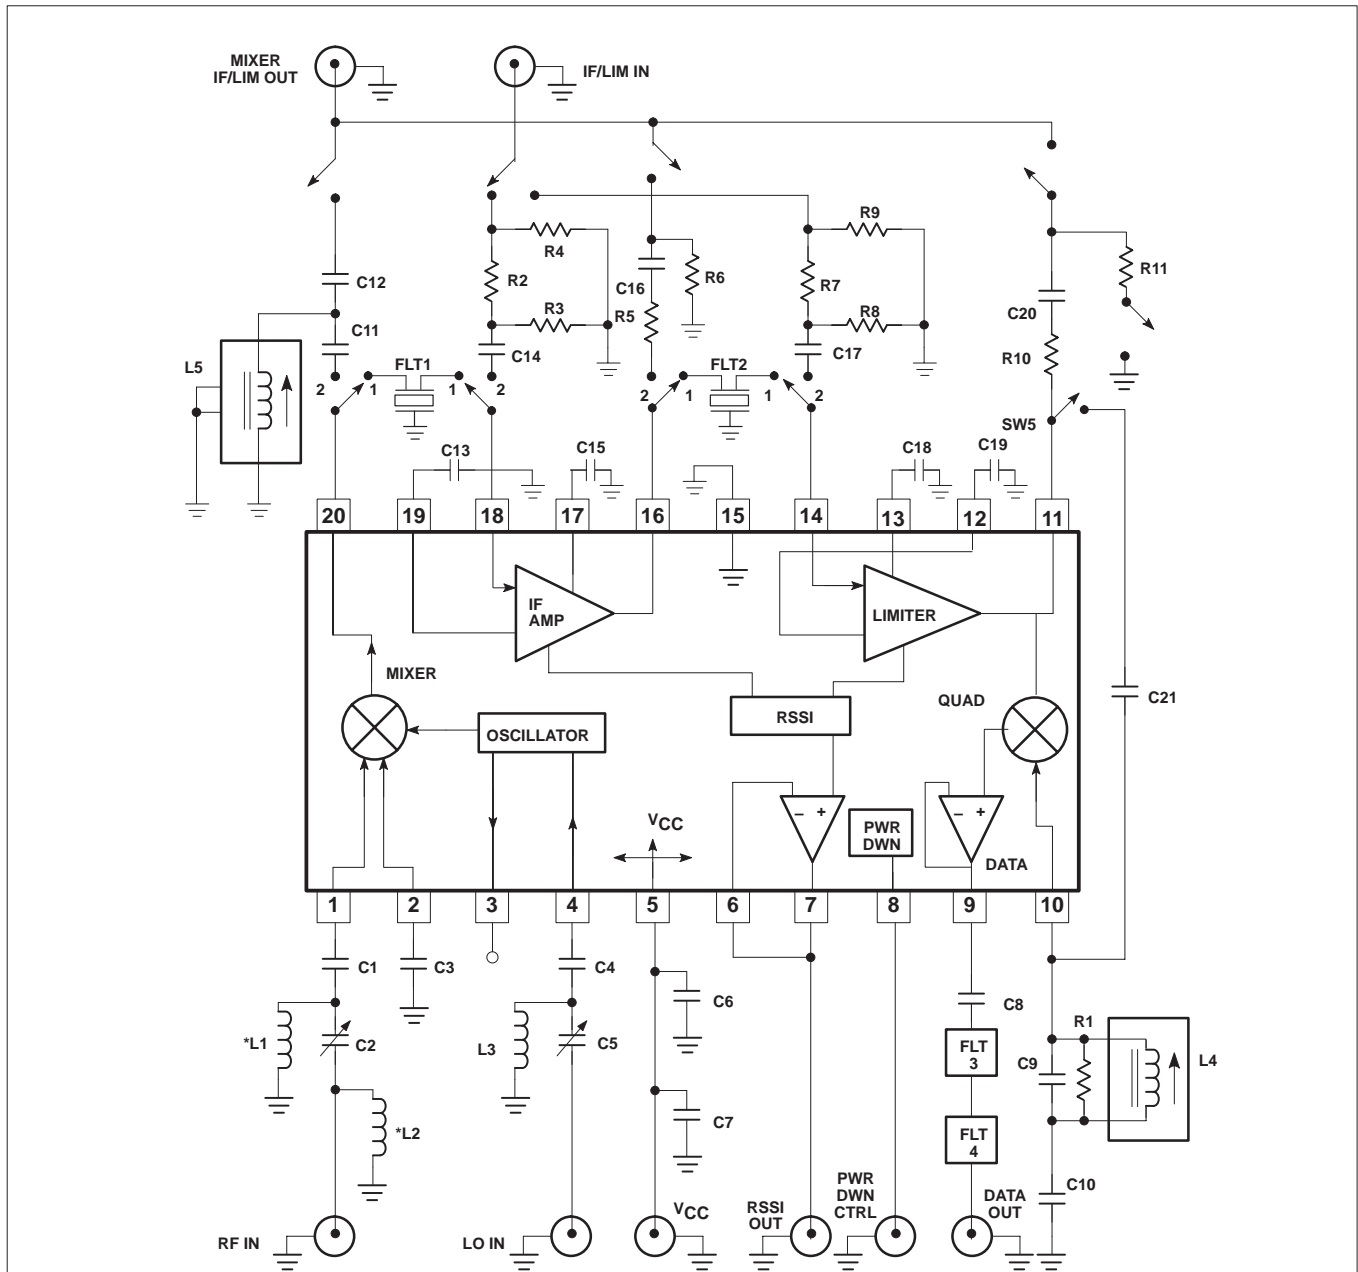 MIXER
IF/LIM OUT
IF/LIM IN
R9
R4
R11
C12
R2
C16
R6
R7
R3
R5
R8
C20
C11
C14
C17
R10
L5
FLT1
FLT2
2
1
1
2
2
1
1
2
SW5
C13
C15
C18
C19
20
19
18
17
16
15
14
13
12
11
IF
AMP
LIMITER
MIXER
QUAD
C21
RSSI
OSCILLATOR
VCC
– +
– +
PWR
DWN
DATA
1
2
3
4
5
6
7
8
9
10
C1
C3
C4
C6
C8
*L1
C2
L3
C5
FLT
3
R1
C9
L4
C7
*L2
FLT
4
C10
RF IN
LO IN
VCC
RSSI
OUT
PWR
DWN
CTRL
DATA
OUT